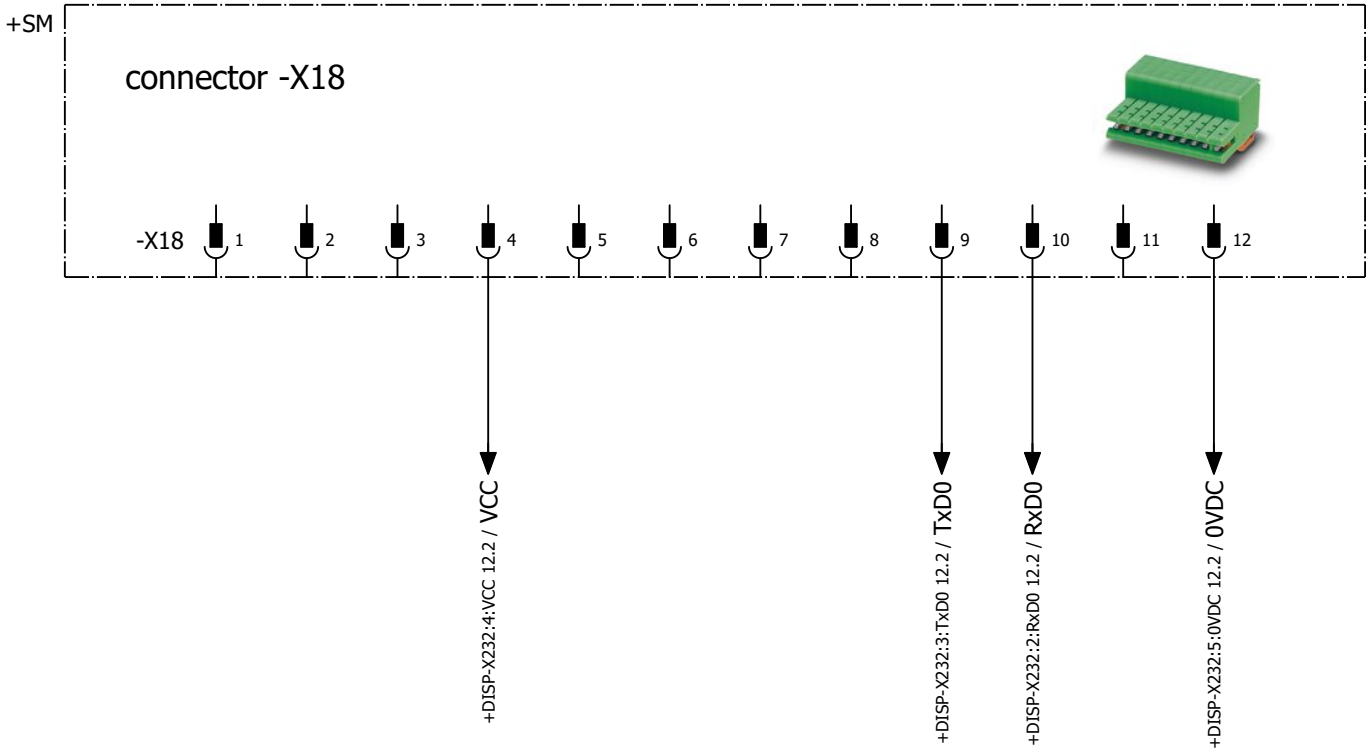 +SM
connector -X18
-X18 1 2 3 4 5 6 7 8 9 10 11 12
+DISP-X232:4:VCC 12.2 / VCC
+DISP-X232:3:TxD0 12.2 / TxD0
+DISP-X232:2:RxD0 12.2 / RxD0
+DISP-X232:5:0VDC 12.2 / 0VDC